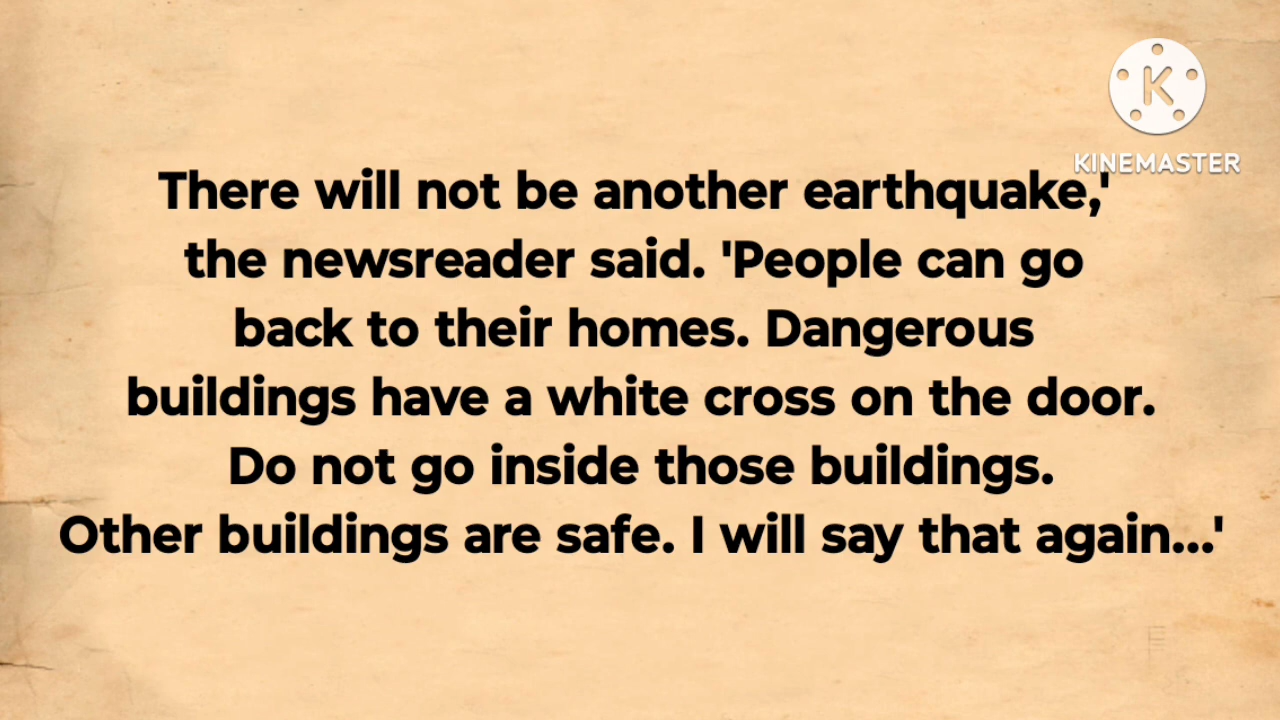 K
KINEMASTER
There will not be another earthquake,'
the newsreader said. 'People can go
back to their homes. Dangerous
buildings have a white cross on the door.
Do not go inside those buildings.
Other buildings are safe. I will say that again...'